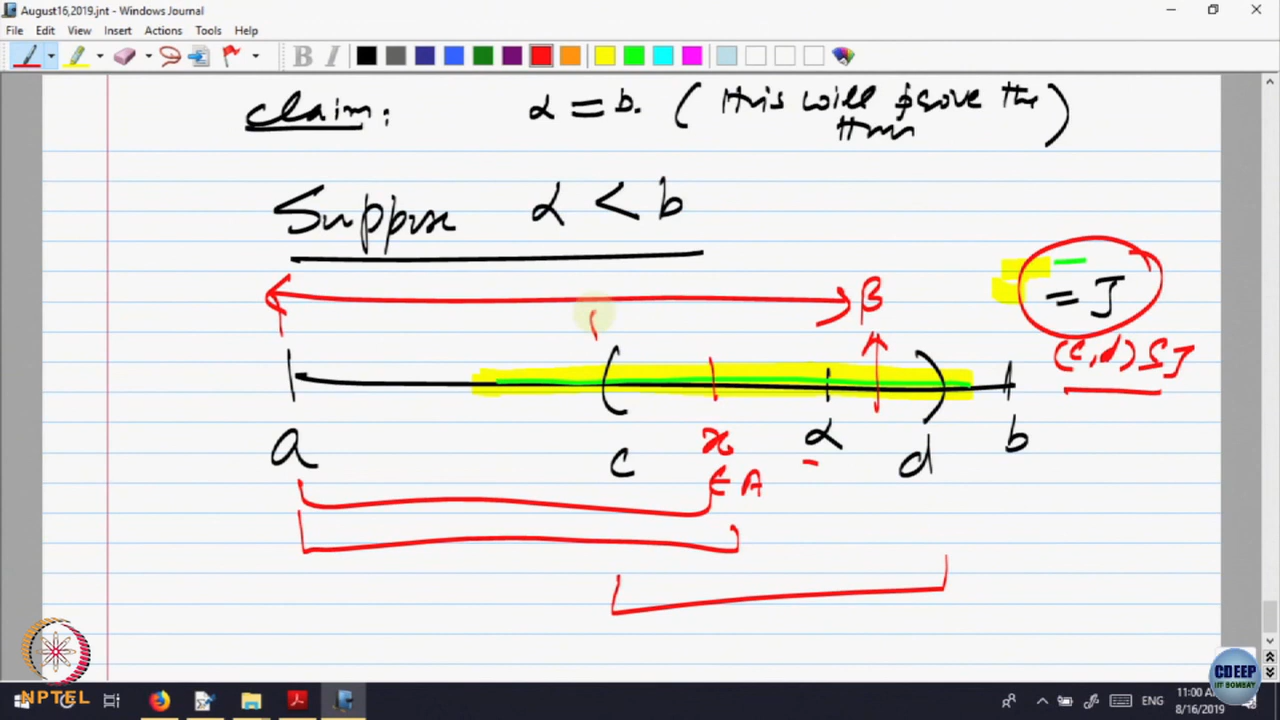 August16,2019.jnt - Windows Journal
File Edit View Insert Actions Tools Help
B I
Claim: α = b. (This will prove the
Thm)
Suppose α < b
β
= J
(c,d) ⊆ J
a c x α d b
∈ A
NPTEL
CDEEP
IIT BOMBAY
ENG
11:00 AM
8/16/2019